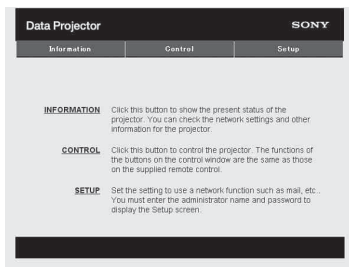 Data Projector SONY
Information Control Setup
INFORMATION Click this button to show the present status of the
projector. You can check the network settings and other
information for the projector.
CONTROL Click this button to control the projector. The functions of
the buttons on the control window are the same as those
on the supplied remote control.
SETUP Set the setting to use a network function such as mail, etc..
You must enter the administrator name and password to
display the Setup screen.